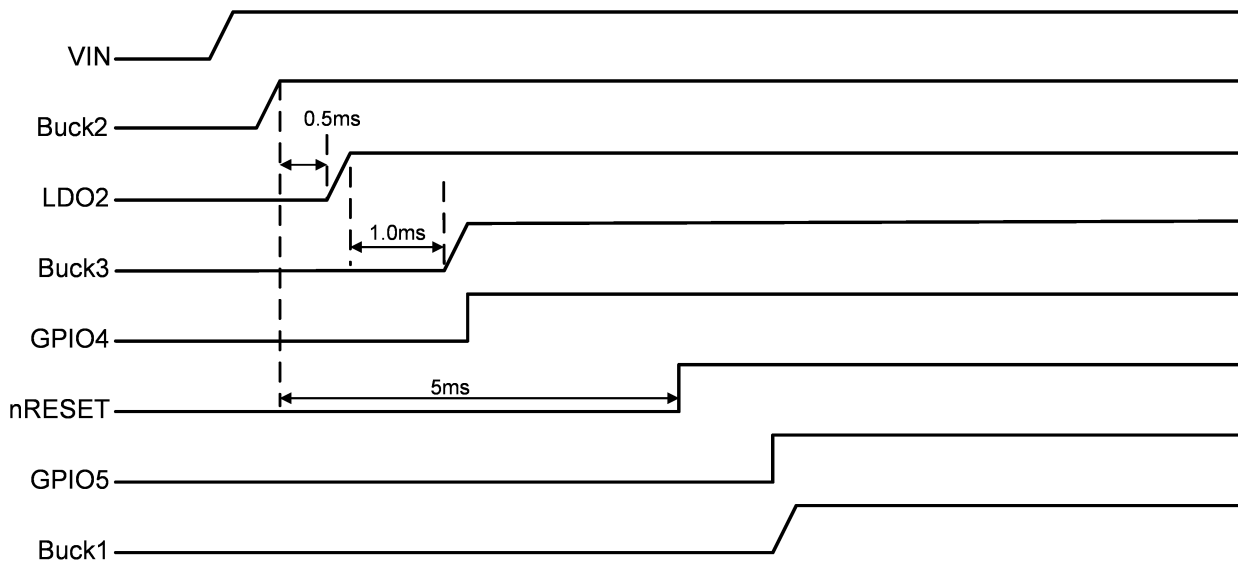 VIN
Buck2
0.5ms
LDO2
1.0ms
Buck3
GPIO4
5ms
nRESET
GPIO5
Buck1